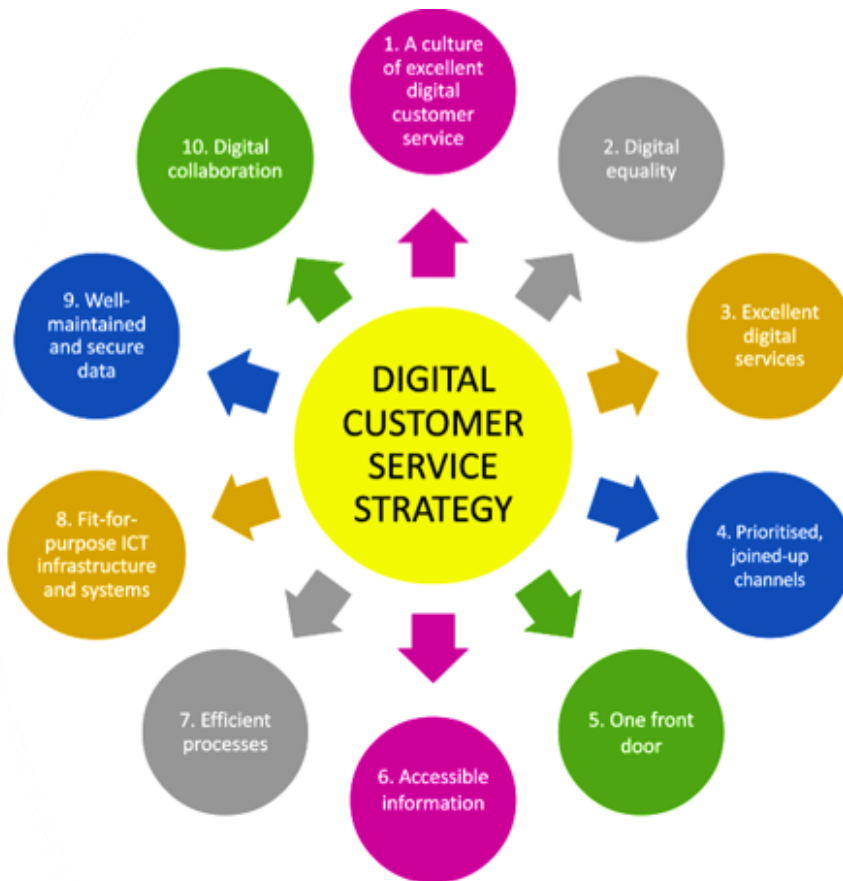 1. A culture
of excellent
digital
customer
service
2. Digital
equality
3. Excellent
digital
services
4. Prioritised,
joined-up
channels
5. One front
door
6. Accessible
information
7. Efficient
processes
8. Fit-for-
purpose ICT
infrastructure
and systems
9. Well-
maintained
and secure
data
10. Digital
collaboration
DIGITAL
CUSTOMER
SERVICE
STRATEGY